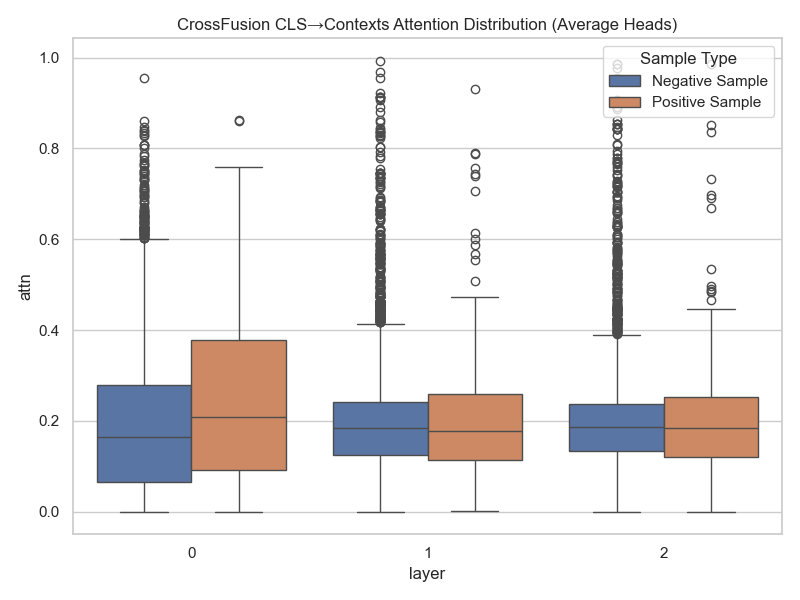 CrossFusion CLS→Contexts Attention Distribution (Average Heads)
Sample Type
Negative Sample
Positive Sample
attn
1.0
0.8
0.6
0.4
0.2
0.0
0 1 2
layer